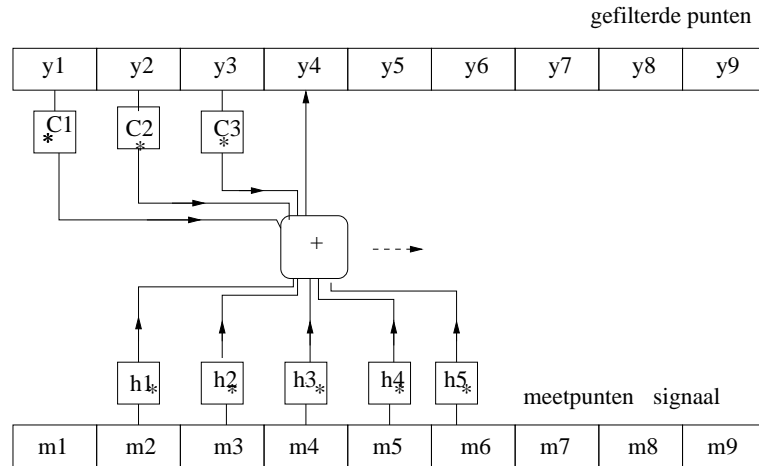 gefilterde punten
y1 y2 y3 y4 y5 y6 y7 y8 y9
C1 * C2 * C3 *
+
h1 * h2 * h3 * h4 * h5 *
meetpunten signaal
m1 m2 m3 m4 m5 m6 m7 m8 m9